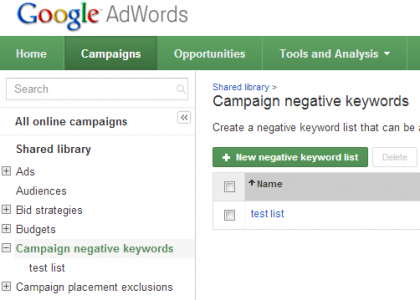 Google AdWords
Home Campaigns Opportunities Tools and Analysis
Search
All online campaigns
Shared library
Ads
Audiences
Bid strategies
Budgets
Campaign negative keywords
test list
Campaign placement exclusions
Shared library >
Campaign negative keywords
Create a negative keyword list that can be
+ New negative keyword list
Delete
Name
test list